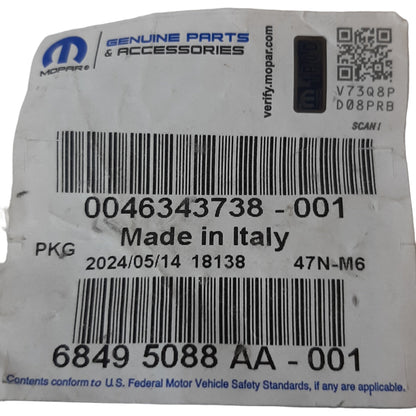 MOPAR®
GENUINE PARTS
& ACCESSORIES
verify.mopar.com
V73Q8P
D08PRB
SCAN!
0046343738 - 001
Made in Italy
PKG 2024/05/14 18138 47N-M6
6849 5088 AA - 001
Contents conform to U.S. Federal Motor Vehicle Safety Standards, if any are applicable.